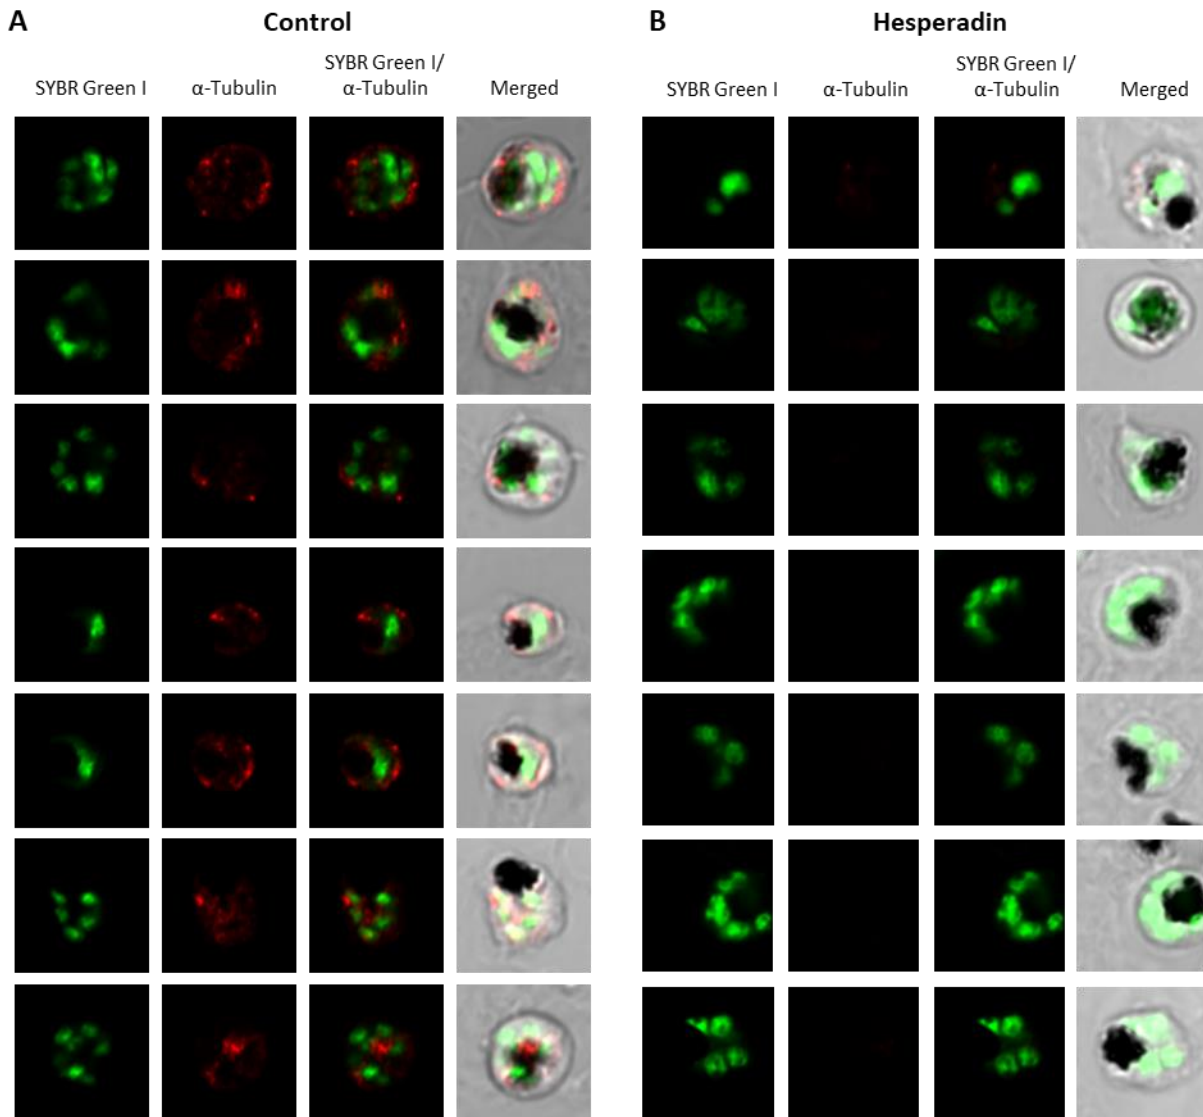 A Control
SYBR Green I α-Tubulin SYBR Green I/
α-Tubulin Merged
B Hesperadin
SYBR Green I α-Tubulin SYBR Green I/
α-Tubulin Merged